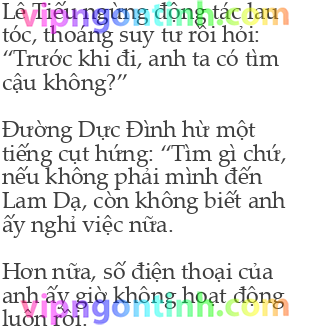 vipngontinh.com
Lê Tiếu ngừng động tác lau
tóc, thoáng suy tư rồi hỏi:
“Trước khi đi, anh ta có tìm
cậu không?”
Đường Dực Đình hừ một
tiếng cụt hứng: “Tìm gì chứ,
nếu không phải mình đến
Lam Dạ, còn không biết anh
ấy nghỉ việc nữa.
Hơn nữa, số điện thoại của
anh ấy giờ không hoạt động
vipngontinh.com
luôn rồi.